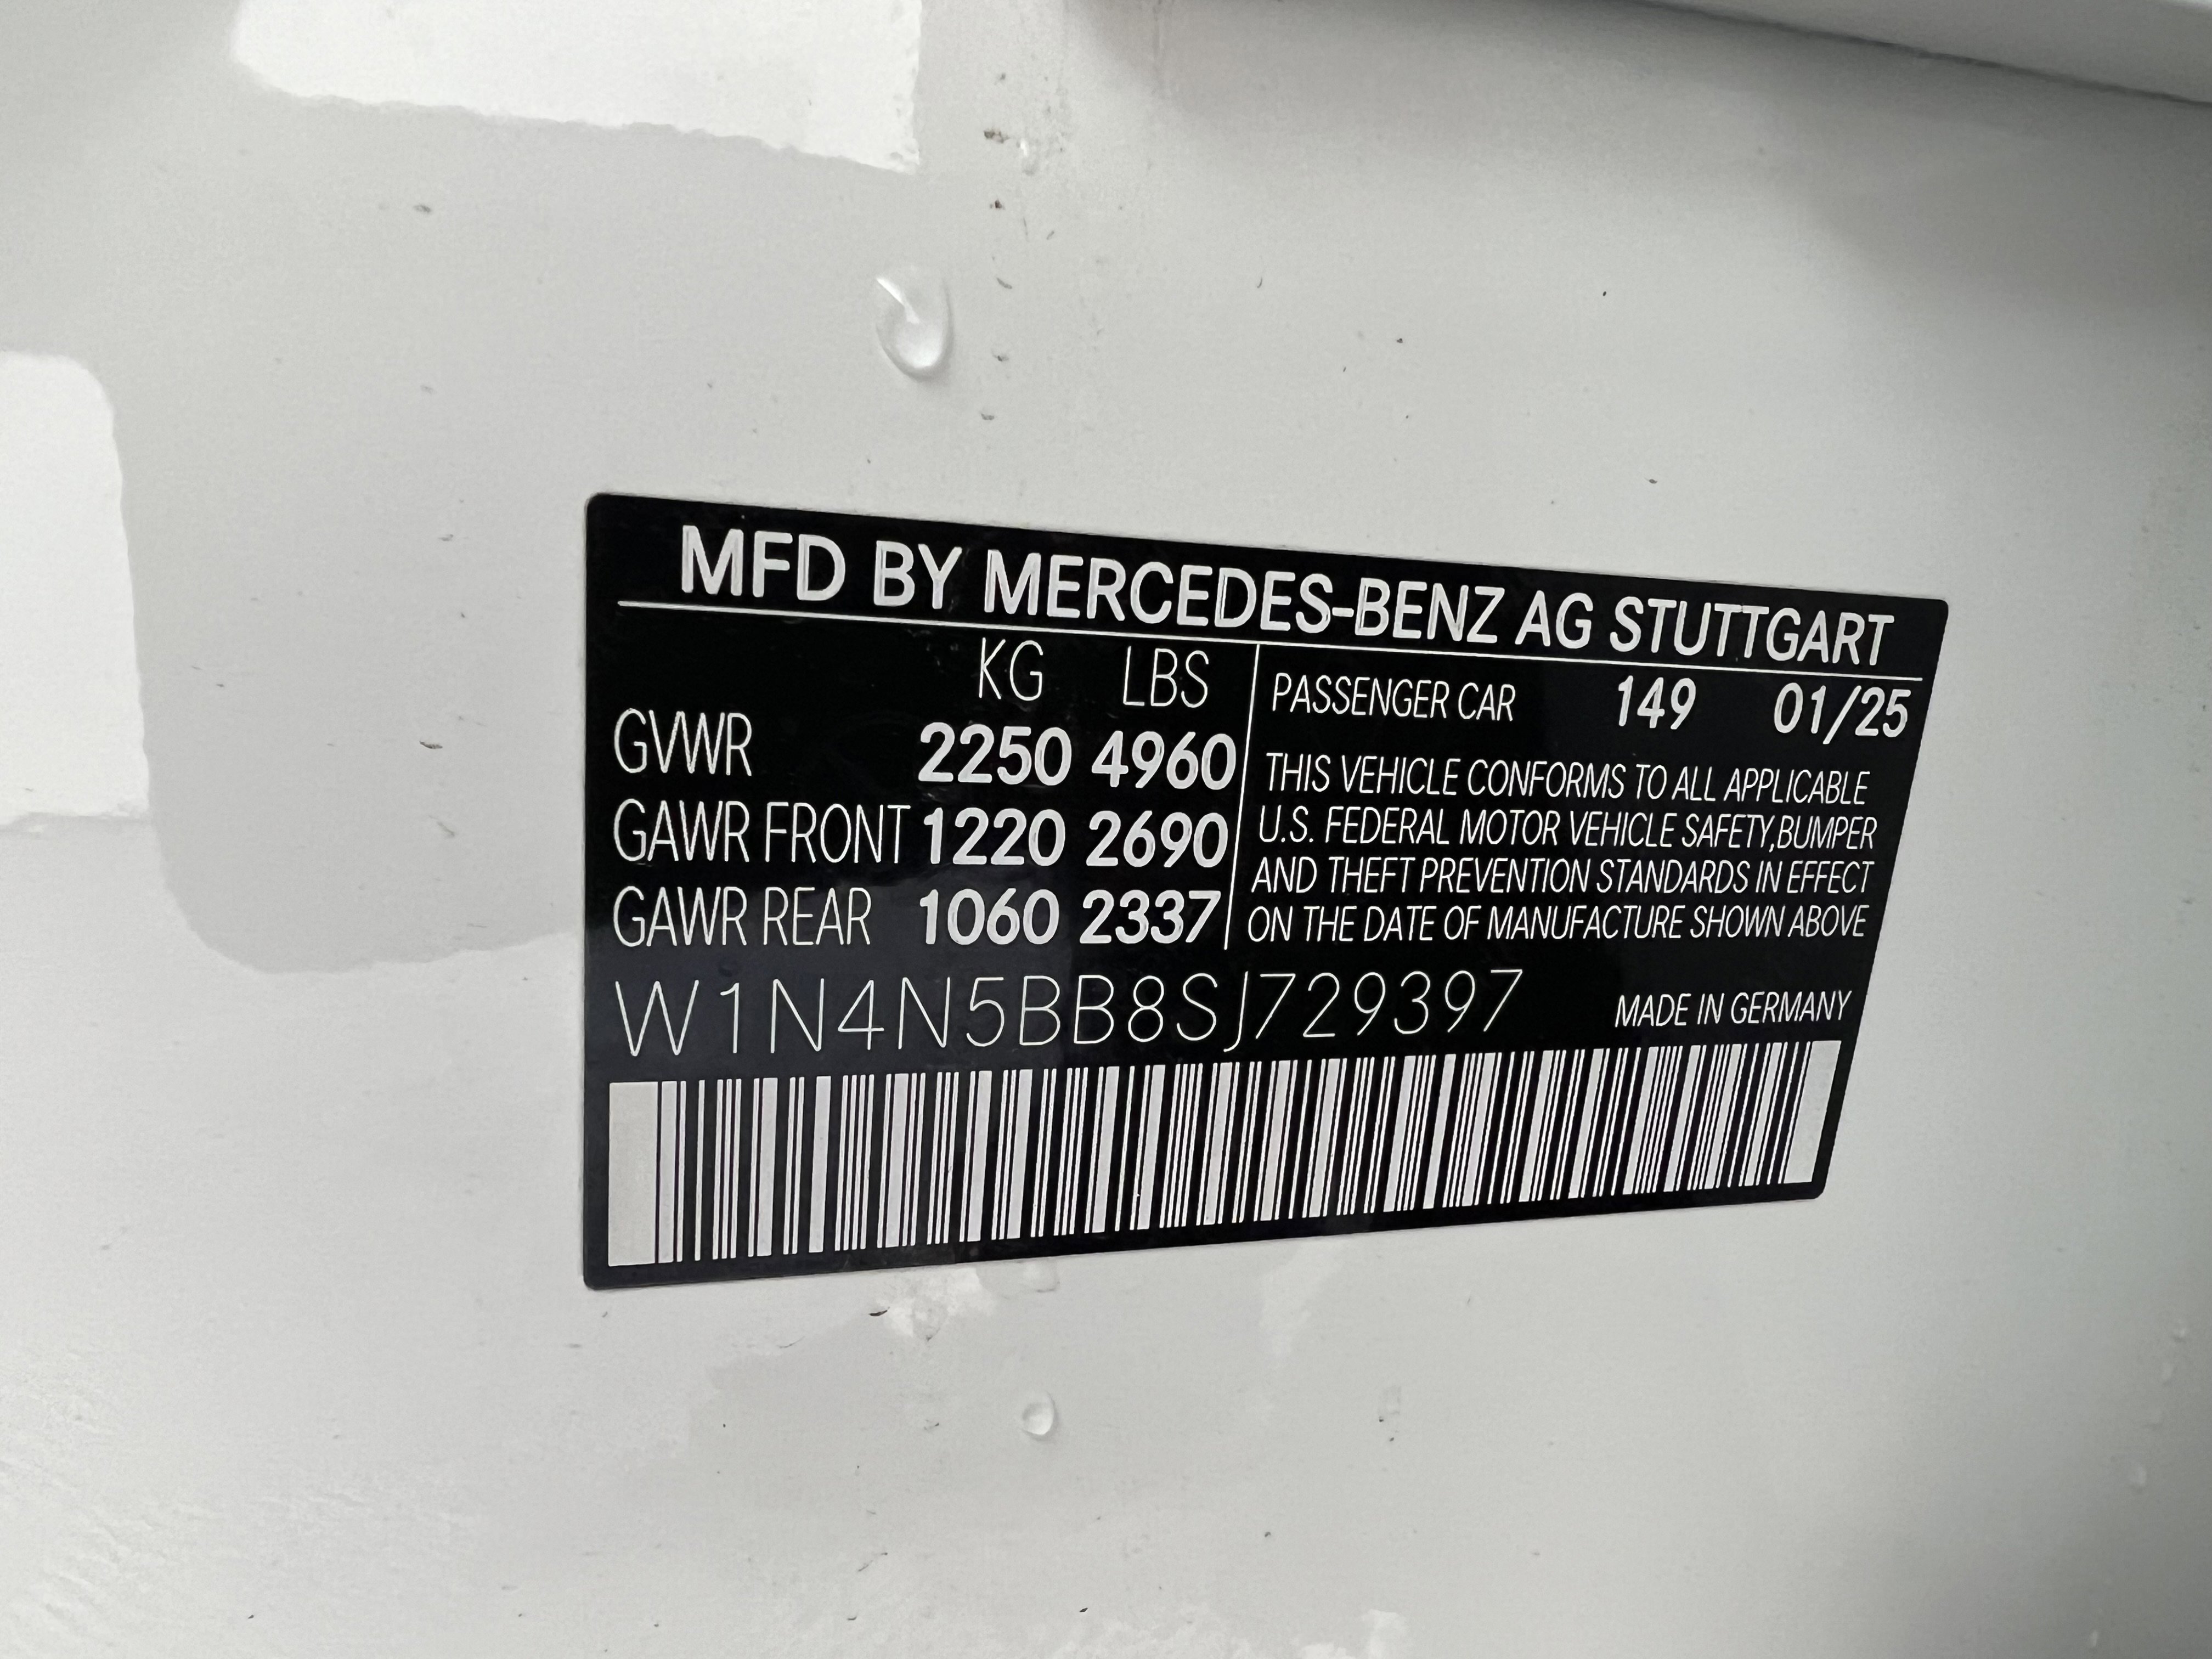 MFD BY MERCEDES-BENZ AG STUTTGART
KG LBS
GVWR 2250 4960
GAWR FRONT 1220 2690
GAWR REAR 1060 2337
PASSENGER CAR 149 01/25
THIS VEHICLE CONFORMS TO ALL APPLICABLE
U.S. FEDERAL MOTOR VEHICLE SAFETY,BUMPER
AND THEFT PREVENTION STANDARDS IN EFFECT
ON THE DATE OF MANUFACTURE SHOWN ABOVE
W1N4N5BB8SJ729397
MADE IN GERMANY